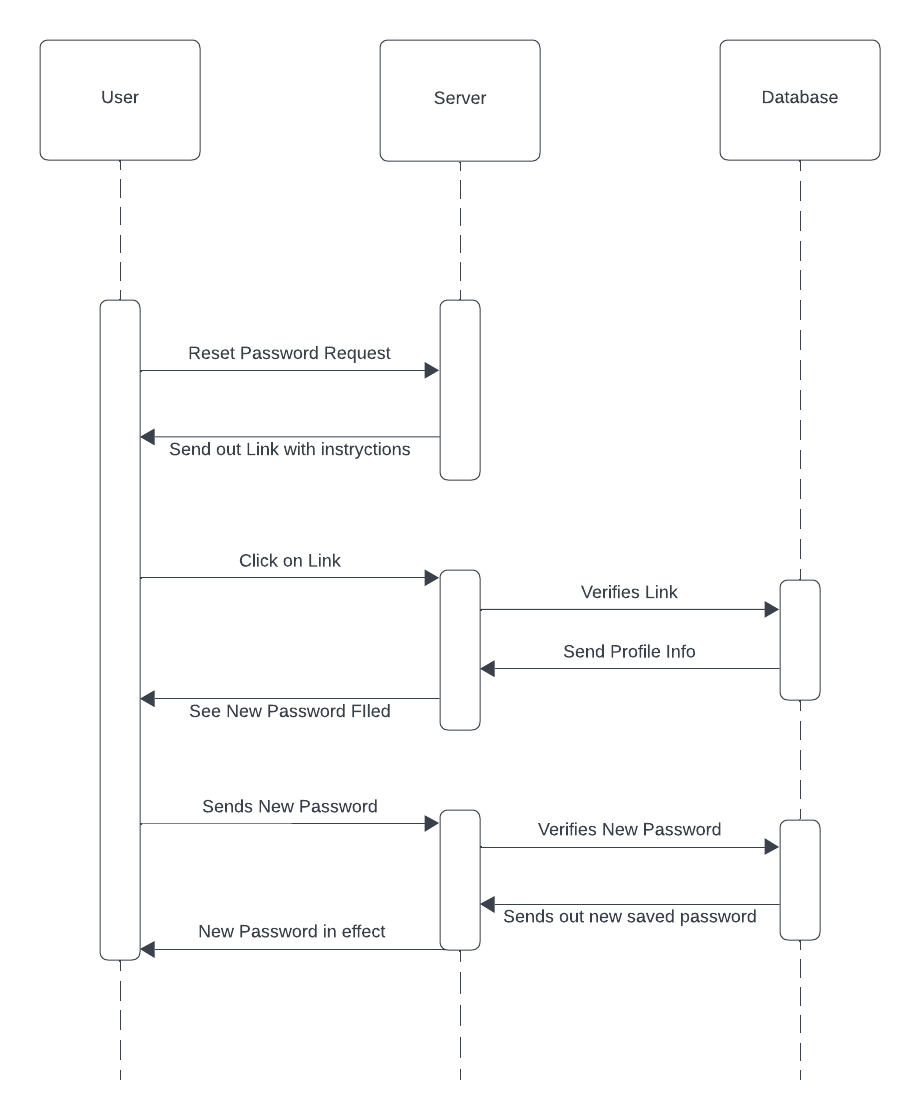 User
Server
Database
Reset Password Request
Send out Link with instryctions
Click on Link
Verifies Link
Send Profile Info
See New Password FIled
Sends New Password
Verifies New Password
Sends out new saved password
New Password in effect